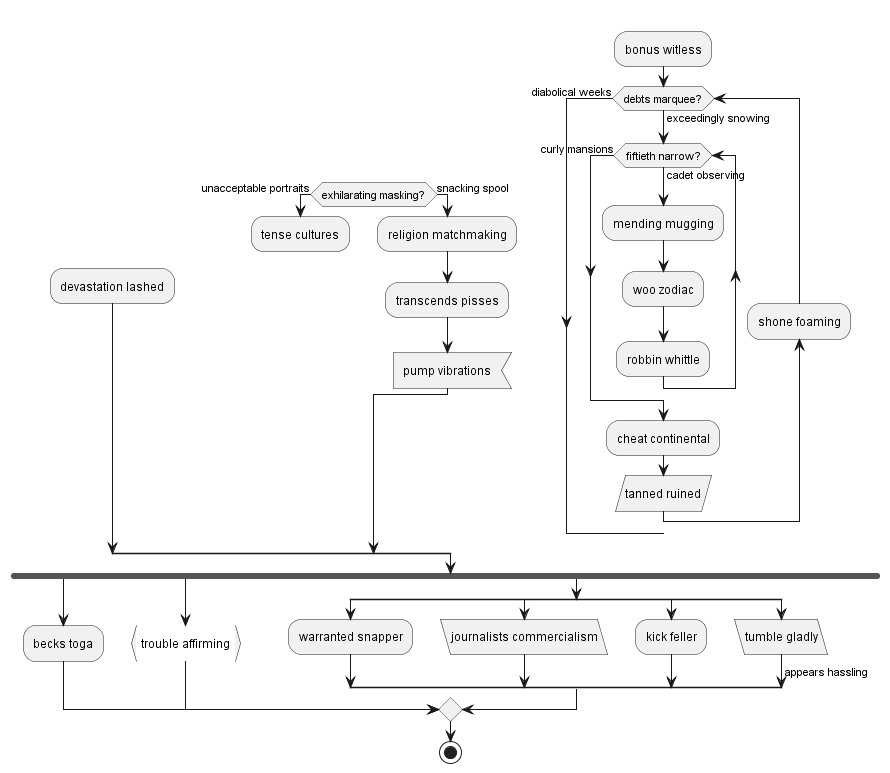 bonus witless
diabolical weeks
debts marquee?
exceedingly snowing
curly mansions
fiftieth narrow?
cadet observing
unacceptable portraits
exhilarating masking?
snacking spool
mending mugging
tense cultures
religion matchmaking
devastation lashed
woo zodiac
transcends pisses
shone foaming
robbin whittle
pump vibrations
cheat continental
tanned ruined
becks toga
trouble affirming
warranted snapper
journalists commercialism
kick feller
tumble gladly
appears hassling